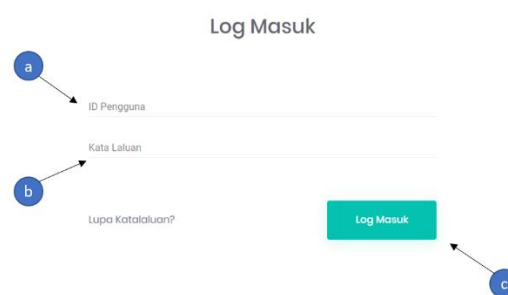 Log Masuk
a
ID Pengguna
Kata Laluan
b
Lupa Katalaluan?
Log Masuk
c